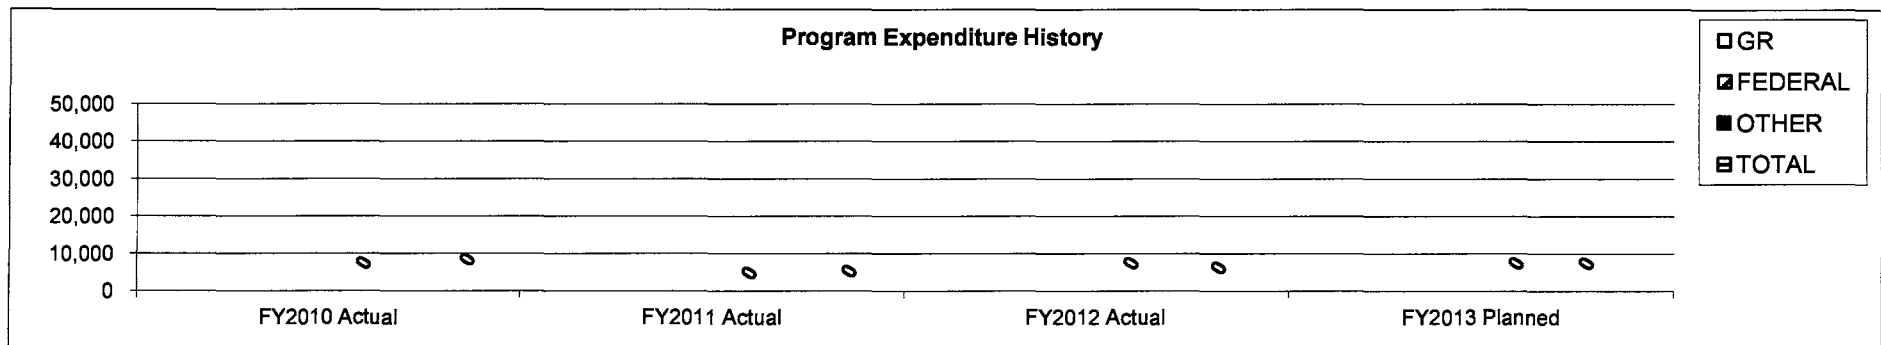 Program Expenditure History
GR
FEDERAL
OTHER
TOTAL
50,000
40,000
30,000
20,000
10,000
0
0 0 0 0 0 0 0 0
FY2010 Actual FY2011 Actual FY2012 Actual FY2013 Planned